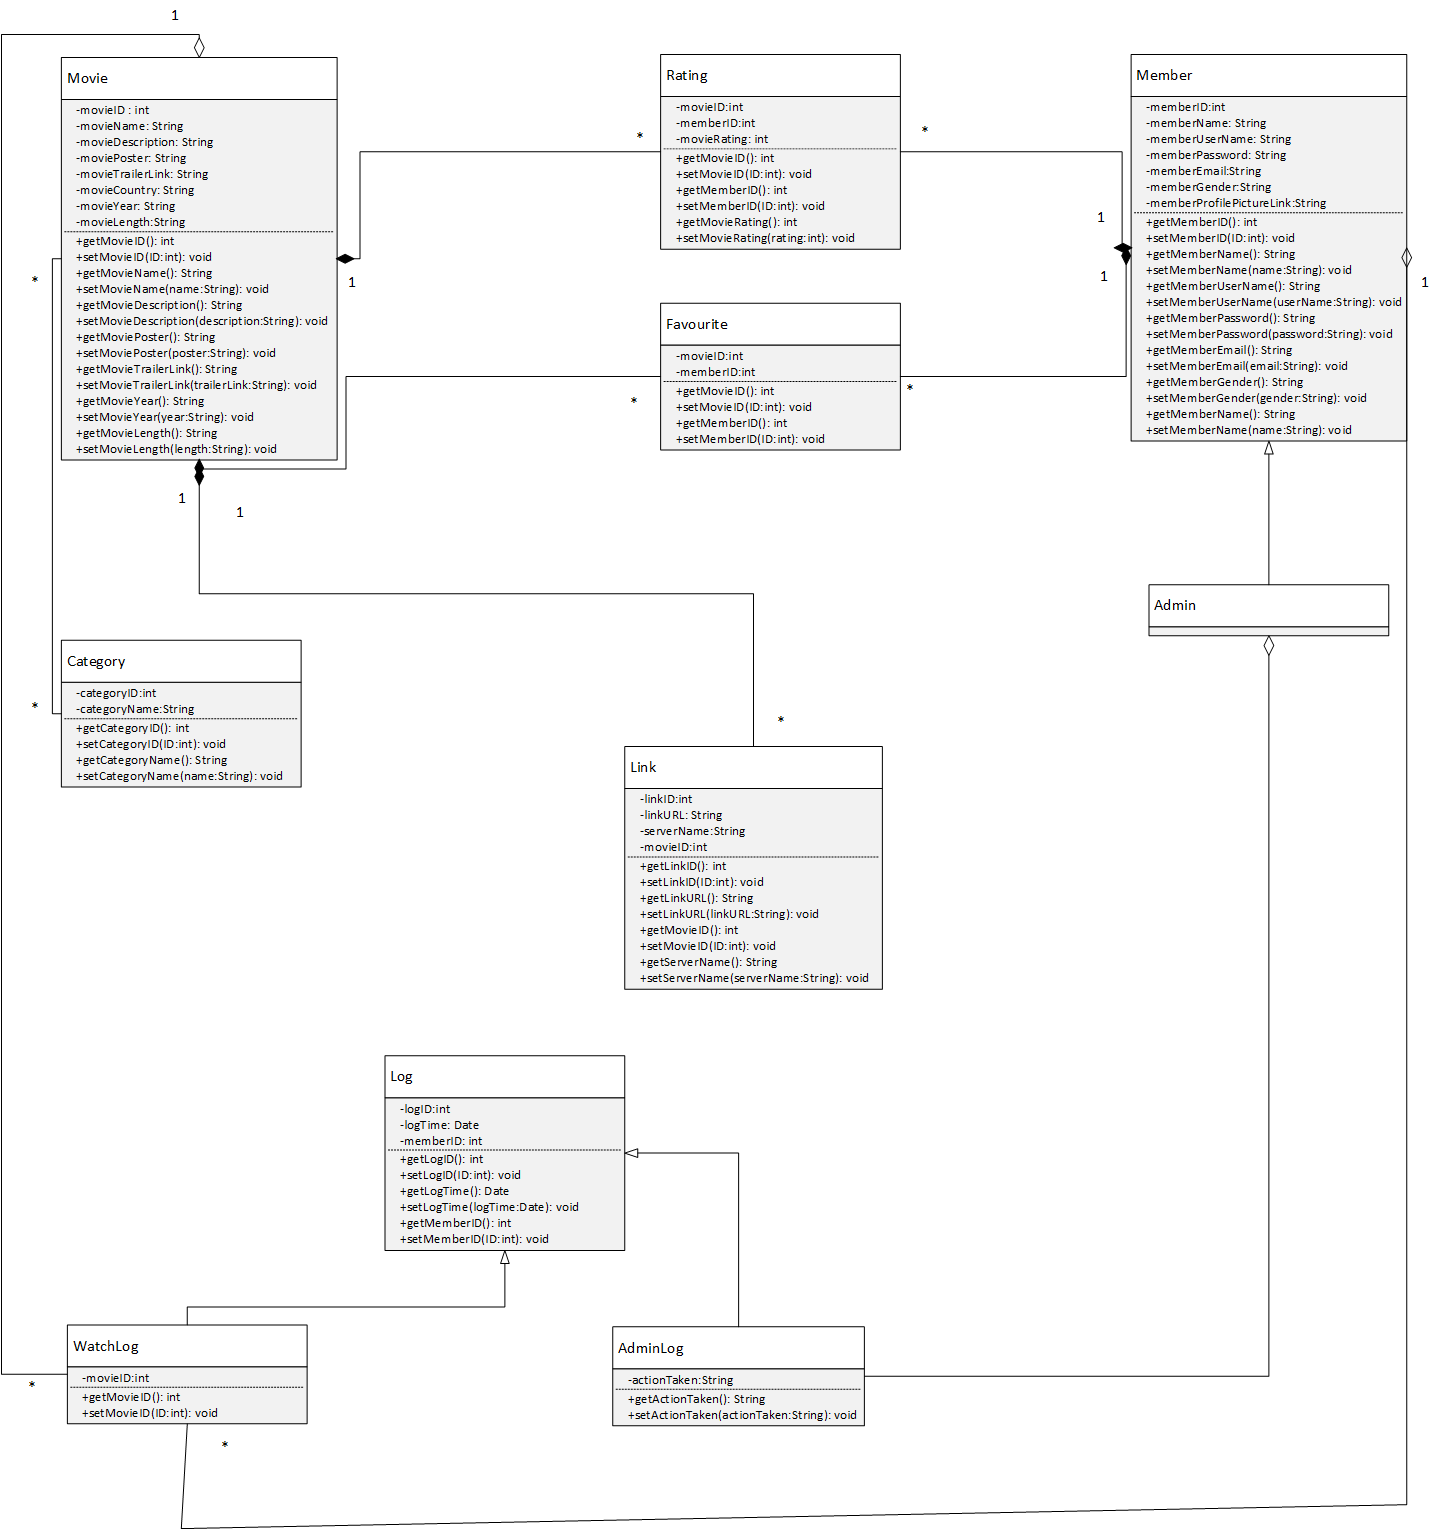 1
Movie
-movieID : int
-movieName: String
-movieDescription: String
-moviePoster: String
-movieTrailerLink: String
-movieCountry: String
-movieYear: String
-movieLength:String
+getMovieID(): int
+setMovieID(ID:int): void
+getMovieName(): String
+setMovieName(name:String): void
+getMovieDescription(): String
+setMovieDescription(description:String): void
+getMoviePoster(): String
+setMoviePoster(poster:String): void
+getMovieTrailerLink(): String
+setMovieTrailerLink(trailerLink:String): void
+getMovieYear(): String
+setMovieYear(year:String): void
+getMovieLength(): String
+setMovieLength(length:String): void
*
1
1
1
*
Rating
-movieID:int
-memberID:int
-movieRating: int
+getMovieID(): int
+setMovieID(ID:int): void
+getMemberID(): int
+setMemberID(ID:int): void
+getMovieRating(): int
+setMovieRating(rating:int): void
*
Favourite
-movieID:int
-memberID:int
+getMovieID(): int
+setMovieID(ID:int): void
+getMemberID(): int
+setMemberID(ID:int): void
*
*
1
1
Member
-memberID:int
-memberName: String
-memberUserName: String
-memberPassword: String
-memberEmail:String
-memberGender:String
-memberProfilePictureLink:String
+getMemberID(): int
+setMemberID(ID:int): void
+getMemberName(): String
+setMemberName(name:String): void
+getMemberUserName(): String
+setMemberUserName(userName:String): void
+getMemberPassword(): String
+setMemberPassword(password:String): void
+getMemberEmail(): String
+setMemberEmail(email:String): void
+getMemberGender(): String
+setMemberGender(gender:String): void
+getMemberName(): String
+setMemberName(name:String): void
1
Admin
*
Category
-categoryID:int
-categoryName:String
+getCategoryID(): int
+setCategoryID(ID:int): void
+getCategoryName(): String
+setCategoryName(name:String): void
*
Link
-linkID:int
-linkURL: String
-serverName:String
-movieID:int
+getLinkID(): int
+setLinkID(ID:int): void
+getLinkURL(): String
+setLinkURL(linkURL:String): void
+getMovieID(): int
+setMovieID(ID:int): void
+getServerName(): String
+setServerName(serverName:String): void
Log
-logID:int
-logTime: Date
-memberID: int
+getLogID(): int
+setLogID(ID:int): void
+getLogTime(): Date
+setLogTime(logTime:Date): void
+getMemberID(): int
+setMemberID(ID:int): void
WatchLog
-movieID:int
+getMovieID(): int
+setMovieID(ID:int): void
*
*
AdminLog
-actionTaken:String
+getActionTaken(): String
+setActionTaken(actionTaken:String): void